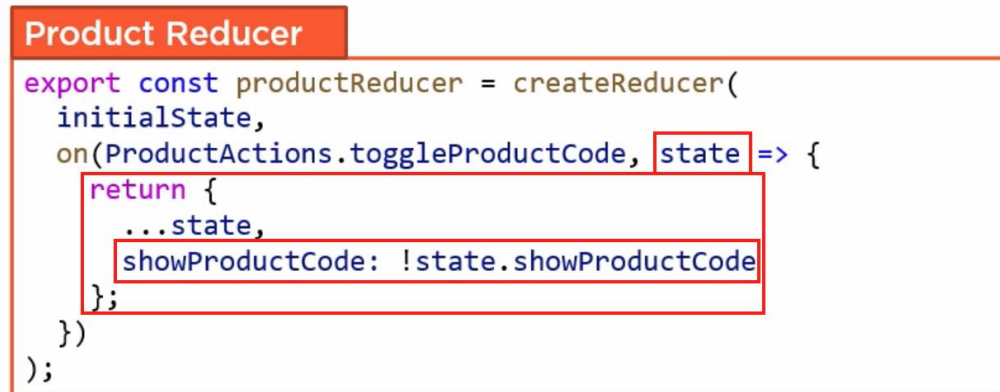 Product Reducer
export const productReducer = createReducer(
  initialState,
  on(ProductActions.toggleProductCode, state => {
    return {
      ...state,
      showProductCode: !state.showProductCode
    };
  })
);